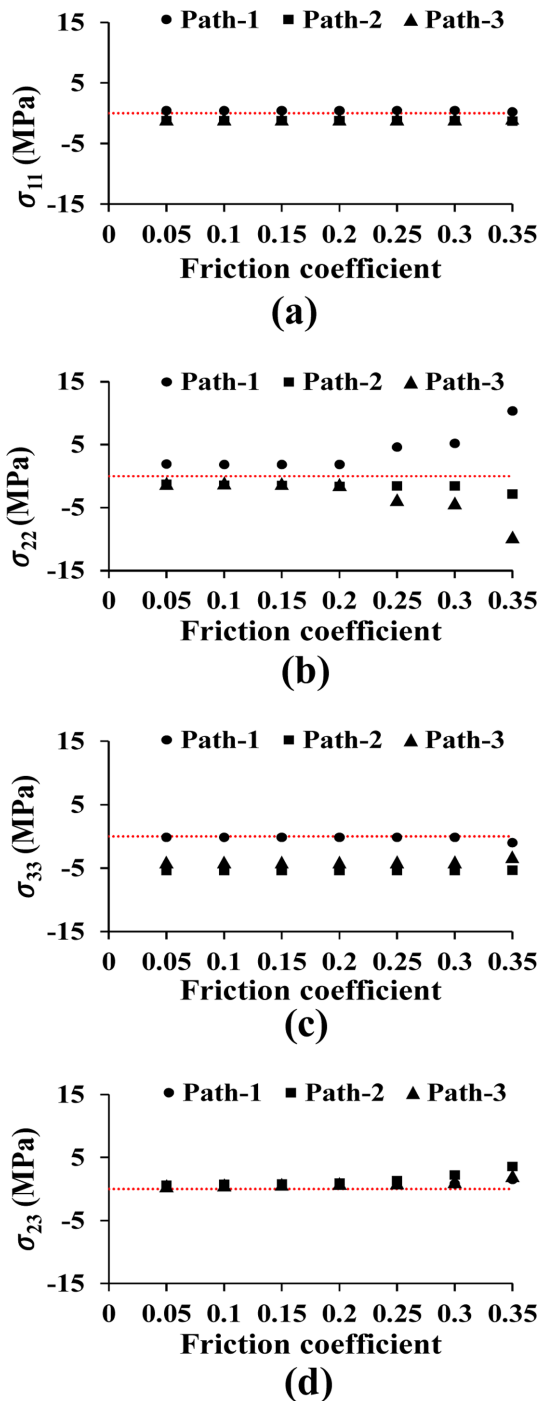 ● Path-1 ■ Path-2 ▲ Path-3
15
5
-5
-15
σ11 (MPa)
0 0.05 0.1 0.15 0.2 0.25 0.3 0.35
Friction coefficient
(a)
● Path-1 ■ Path-2 ▲ Path-3
15
5
-5
-15
σ22 (MPa)
0 0.05 0.1 0.15 0.2 0.25 0.3 0.35
Friction coefficient
(b)
● Path-1 ■ Path-2 ▲ Path-3
15
5
-5
-15
σ33 (MPa)
0 0.05 0.1 0.15 0.2 0.25 0.3 0.35
Friction coefficient
(c)
● Path-1 ■ Path-2 ▲ Path-3
15
5
-5
-15
σ23 (MPa)
0 0.05 0.1 0.15 0.2 0.25 0.3 0.35
Friction coefficient
(d)